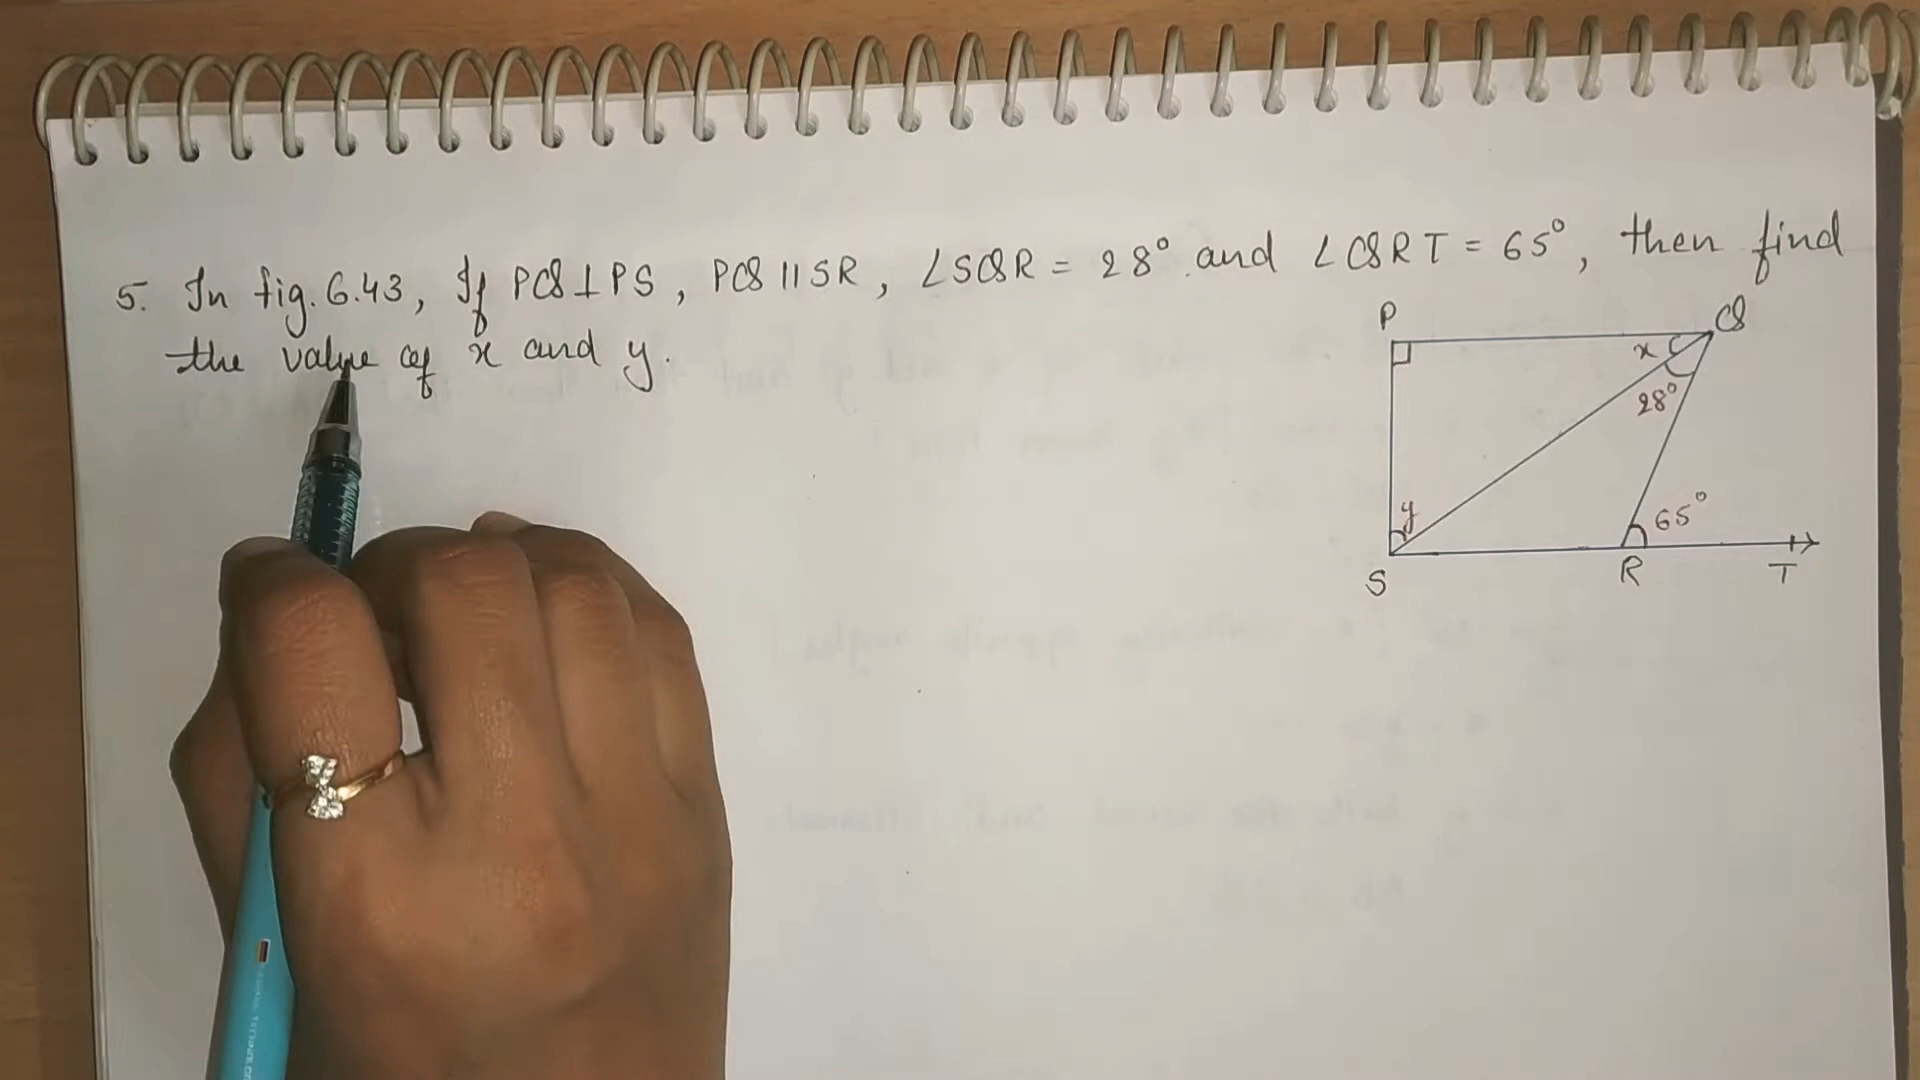 5. In fig. 6.43, If PQ ⊥ PS, PQ || SR, ∠SQR = 28° and ∠QRT = 65°, then find
the value of x and y.
P
Q
x
28°
y
65°
S
R
T